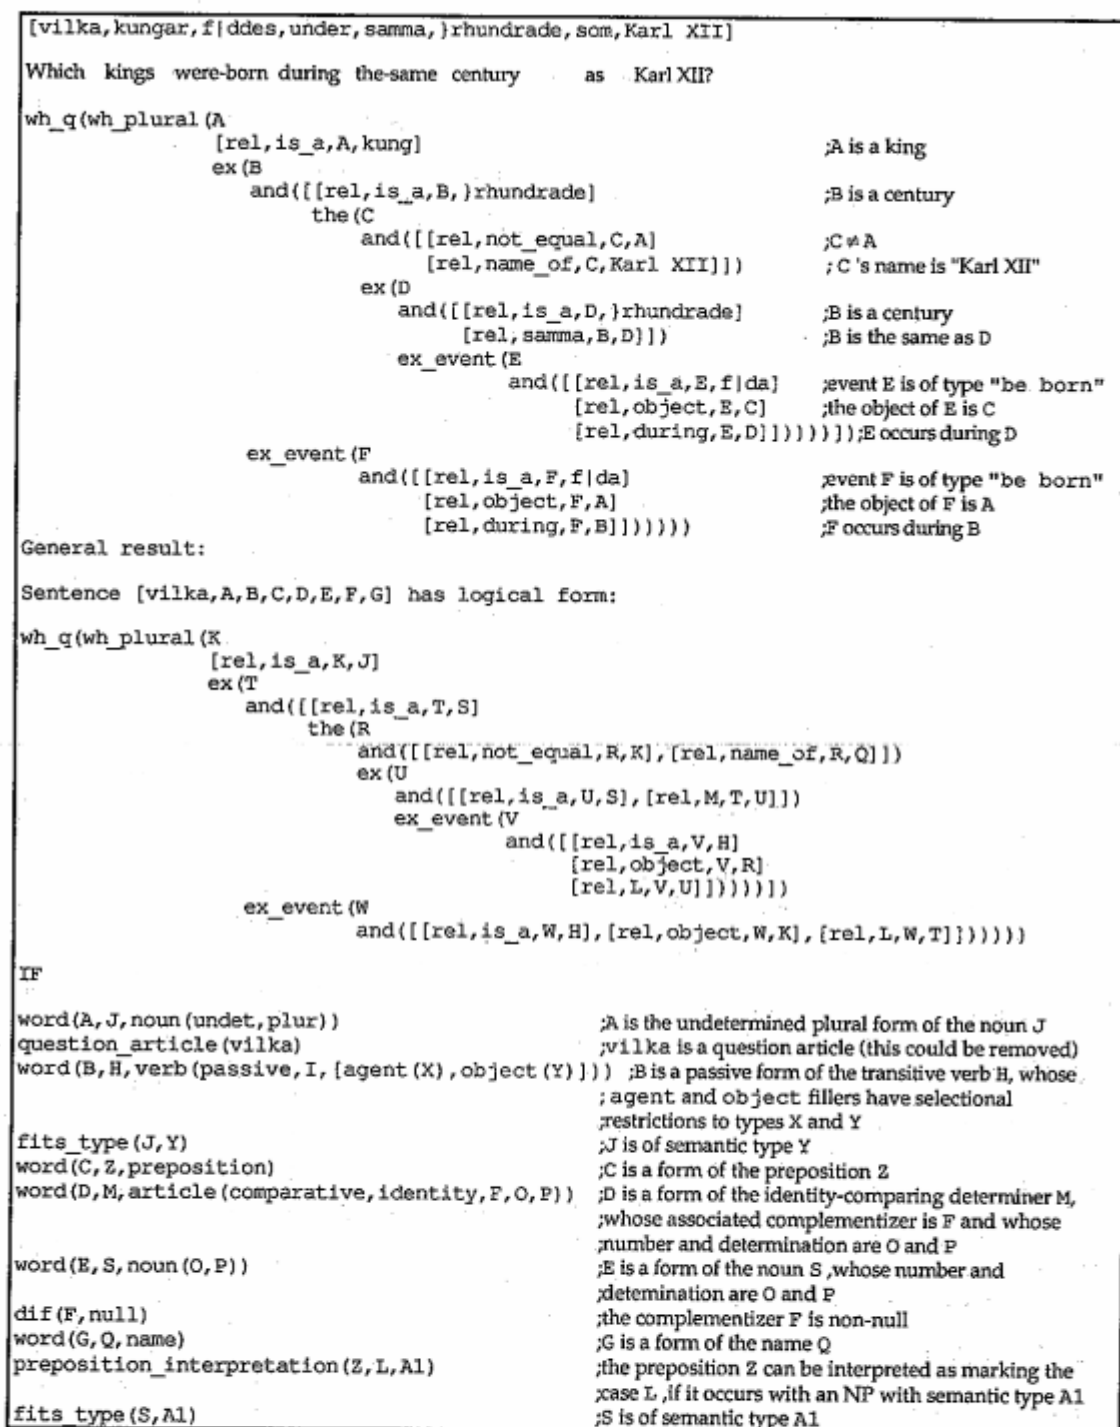 [vilka,kungar,f|ddes,under,samma,}rhundrade,som,Karl XII]
Which kings were-born during the-same century as Karl XII?
wh_q(wh_plural(A
[rel,is_a,A,kung] ;A is a king
ex(B
and([[rel,is_a,B,}rhundrade] ;B is a century
the(C
and([[rel,not_equal,C,A] ;C≠A
[rel,name_of,C,Karl XII]]) ; C 's name is "Karl XII"
ex(D
and([[rel,is_a,D,}rhundrade] ;B is a century
[rel,samma,B,D]]) ;B is the same as D
ex_event(E
and([[rel,is_a,E,f|da] ;event E is of type "be born"
[rel,object,E,C] ;the object of E is C
[rel,during,E,D]]))))]);E occurs during D
ex_event(F
and([[rel,is_a,F,f|da] ;event F is of type "be born"
[rel,object,F,A] ;the object of F is A
[rel,during,F,B]])))))) ;F occurs during B
General result:
Sentence [vilka,A,B,C,D,E,F,G] has logical form:
wh_q(wh_plural(K
[rel,is_a,K,J]
ex(T
and([[rel,is_a,T,S]
the(R
and([[rel,not_equal,R,K],[rel,name_of,R,Q]])
ex(U
and([[rel,is_a,U,S],[rel,M,T,U]])
ex_event(V
and([[rel,is_a,V,H]
[rel,object,V,R]
[rel,L,V,U]]))))])
ex_event(W
and([[rel,is_a,W,H],[rel,object,W,K],[rel,L,W,T]]))))))
IF
word(A,J,noun(undet,plur)) ;A is the undetermined plural form of the noun J
question_article(vilka) ;vilka is a question article (this could be removed)
word(B,H,verb(passive,I,[agent(X),object(Y)])) ;B is a passive form of the transitive verb H, whose
; agent and object fillers have selectional
;restrictions to types X and Y
fits_type(J,Y) ;J is of semantic type Y
word(C,Z,preposition) ;C is a form of the preposition Z
word(D,M,article(comparative,identity,F,O,P)) ;D is a form of the identity-comparing determiner M,
;whose associated complementizer is F and whose
;number and determination are O and P
word(E,S,noun(O,P)) ;E is a form of the noun S ,whose number and
;detemination are O and P
dif(F,null) ;the complementizer F is non-null
word(G,Q,name) ;G is a form of the name Q
preposition_interpretation(Z,L,A1) ;the preposition Z can be interpreted as marking the
;case L ,if it occurs with an NP with semantic type A1
fits_type(S,A1) ;S is of semantic type A1